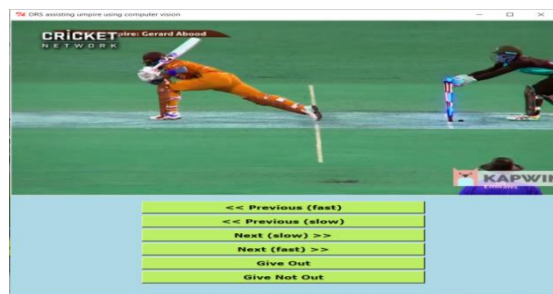 DRS assisting umpire using computer vision
CRICKET
NETWORK
pire: Gerard Abood
KAPWIN
<< Previous (fast)
<< Previous (slow)
Next (slow) >>
Next (fast) >>
Give Out
Give Not Out